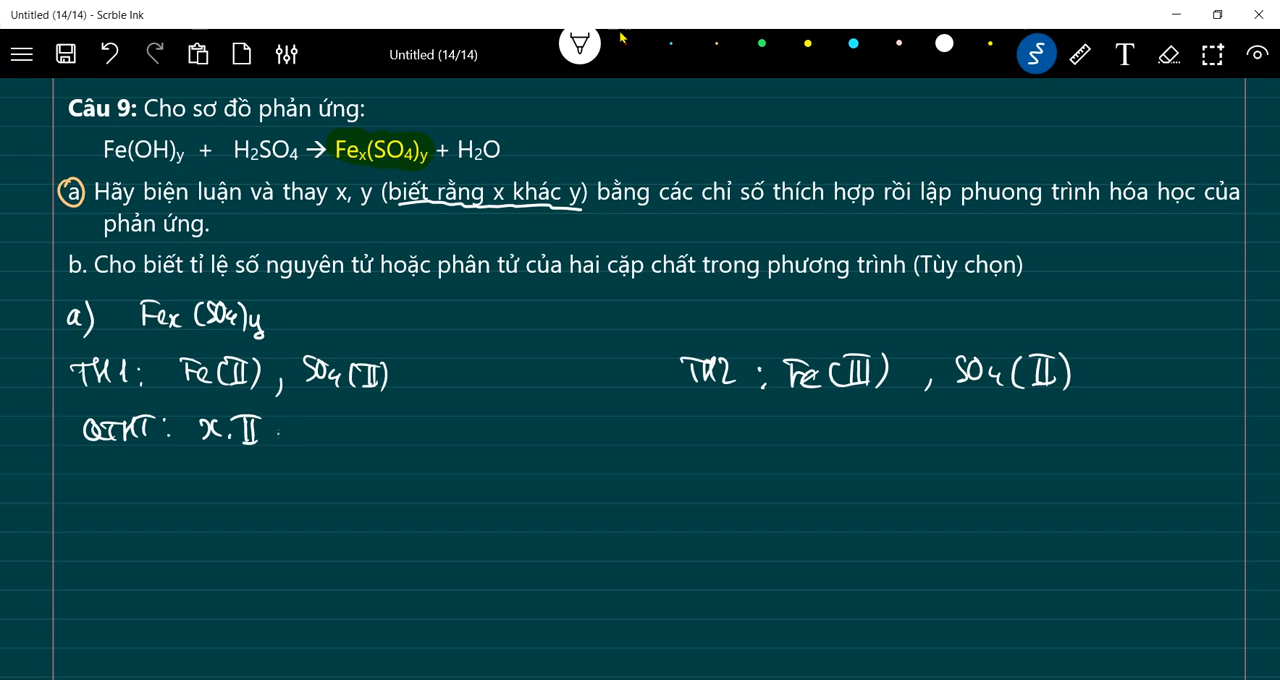 Untitled (14/14) - Scrble Ink
Untitled (14/14)
T
Câu 9: Cho sơ đồ phản ứng:
Fe(OH)y + H2SO4 → Fex(SO4)y + H2O
a Hãy biện luận và thay x, y (biết rằng x khác y) bằng các chỉ số thích hợp rồi lập phuong trình hóa học của
phản ứng.
b. Cho biết tỉ lệ số nguyên tử hoặc phân tử của hai cặp chất trong phương trình (Tùy chọn)
a) Fex (SO4)y
TH1: Fe(II), SO4(II) TH2: Fe(III), SO4(II)
QTHT: x.II